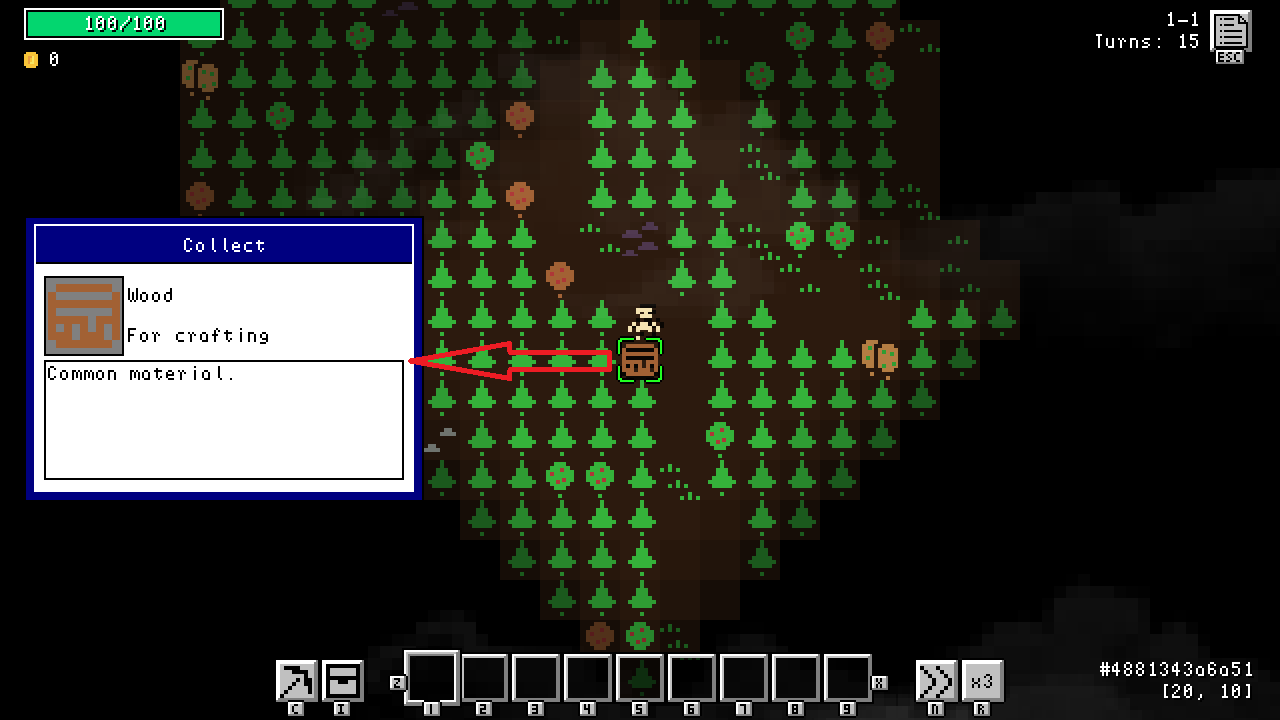 100/100
0
1-1
Turns: 15
ESC
Collect
Wood
For crafting
Common material.
C I Z 1 2 3 4 5 6 7 8 9 X x3 N R
#4881343a6a51
[20, 10]